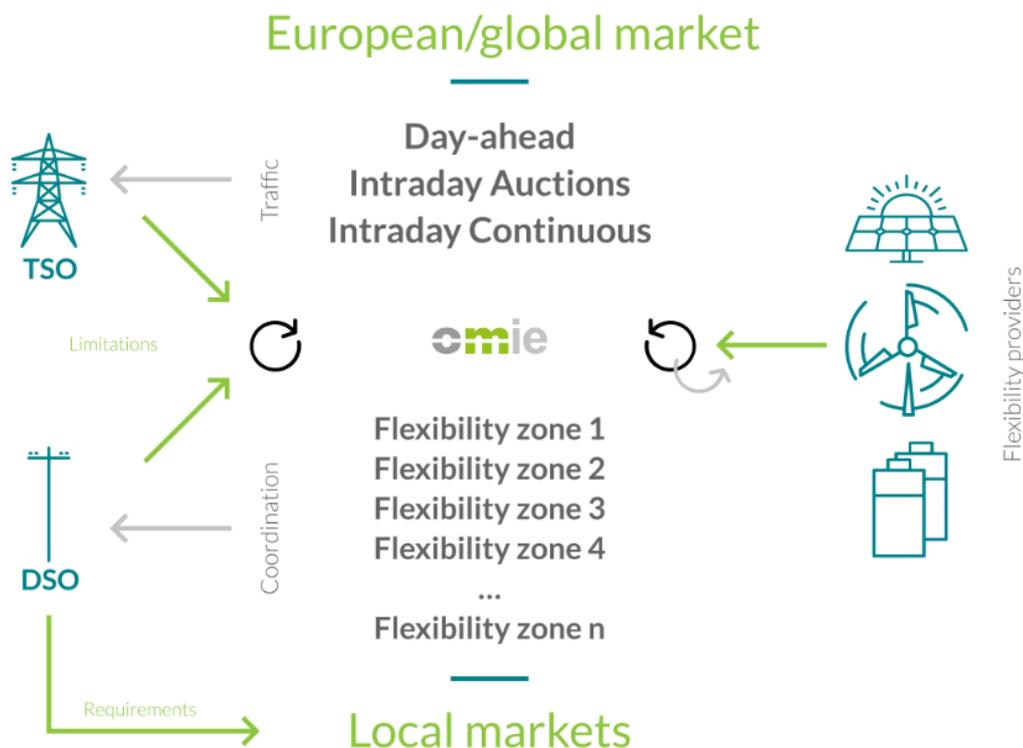 European/global market
Day-ahead
Intraday Auctions
Intraday Continuous
Traffic
TSO
Limitations
omie
Flexibility providers
Flexibility zone 1
Flexibility zone 2
Flexibility zone 3
Flexibility zone 4
...
Flexibility zone n
Coordination
DSO
Requirements
Local markets